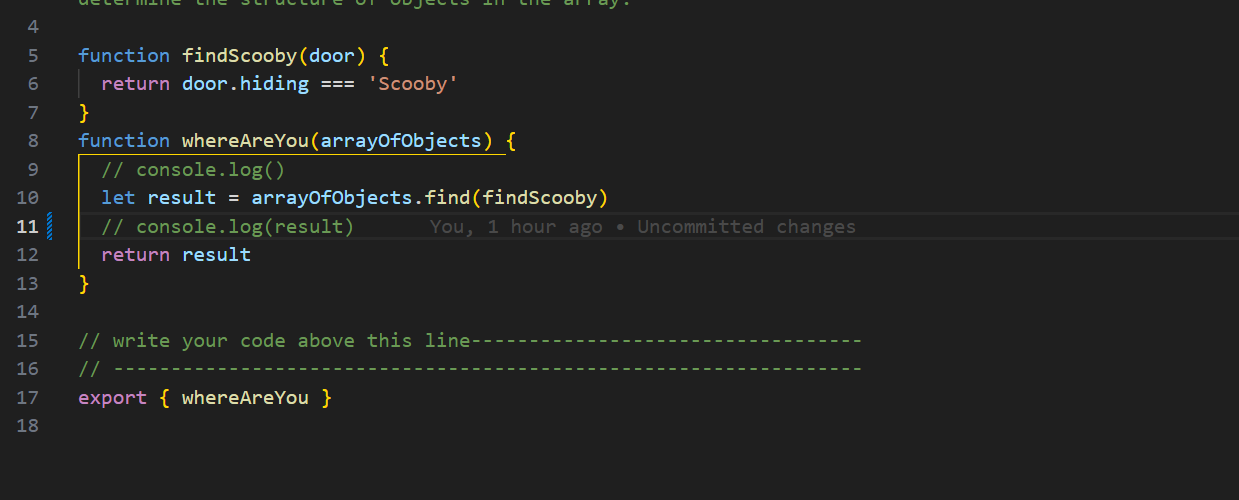 determine the structure of objects in the array.
4
5 function findScooby(door) {
6 return door.hiding === 'Scooby'
7 }
8 function whereAreYou(arrayOfObjects) {
9 // console.log()
10 let result = arrayOfObjects.find(findScooby)
11 // console.log(result) You, 1 hour ago • Uncommitted changes
12 return result
13 }
14
15 // write your code above this line----------------------------------
16 // -----------------------------------------------------------------
17 export { whereAreYou }
18